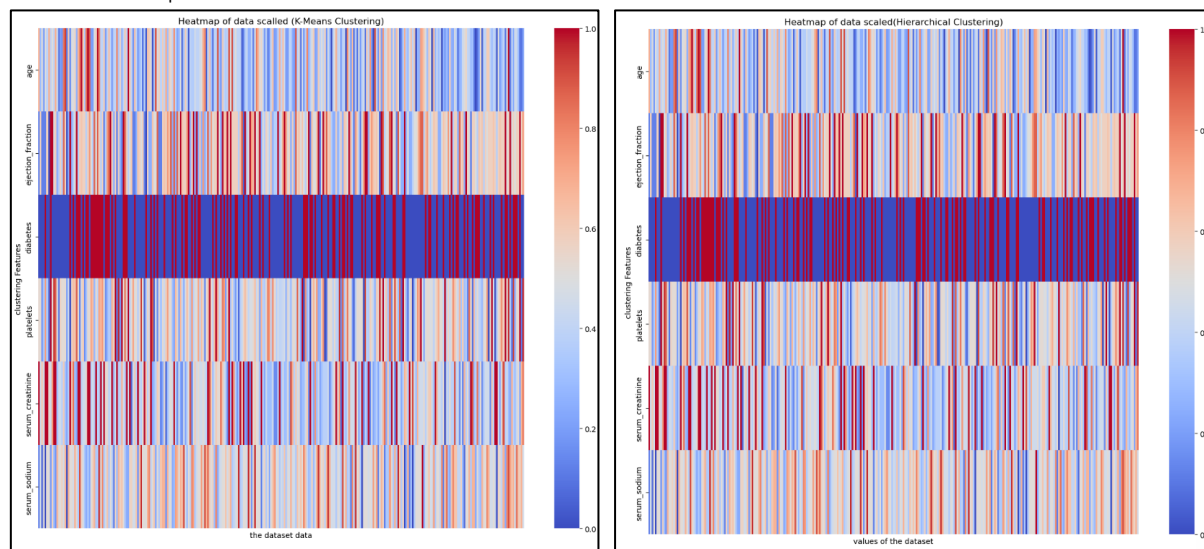 Heatmap of data scalled (K-Means Clustering)
age
ejection_fraction
diabetes
clustering Features
platelets
serum_creatinine
serum_sodium
the dataset data
1.0
0.8
0.6
0.4
0.2
0.0
Heatmap of data scaled(Hierarchical Clustering)
age
ejection_fraction
diabetes
clustering Features
platelets
serum_creatinine
serum_sodium
values of the dataset